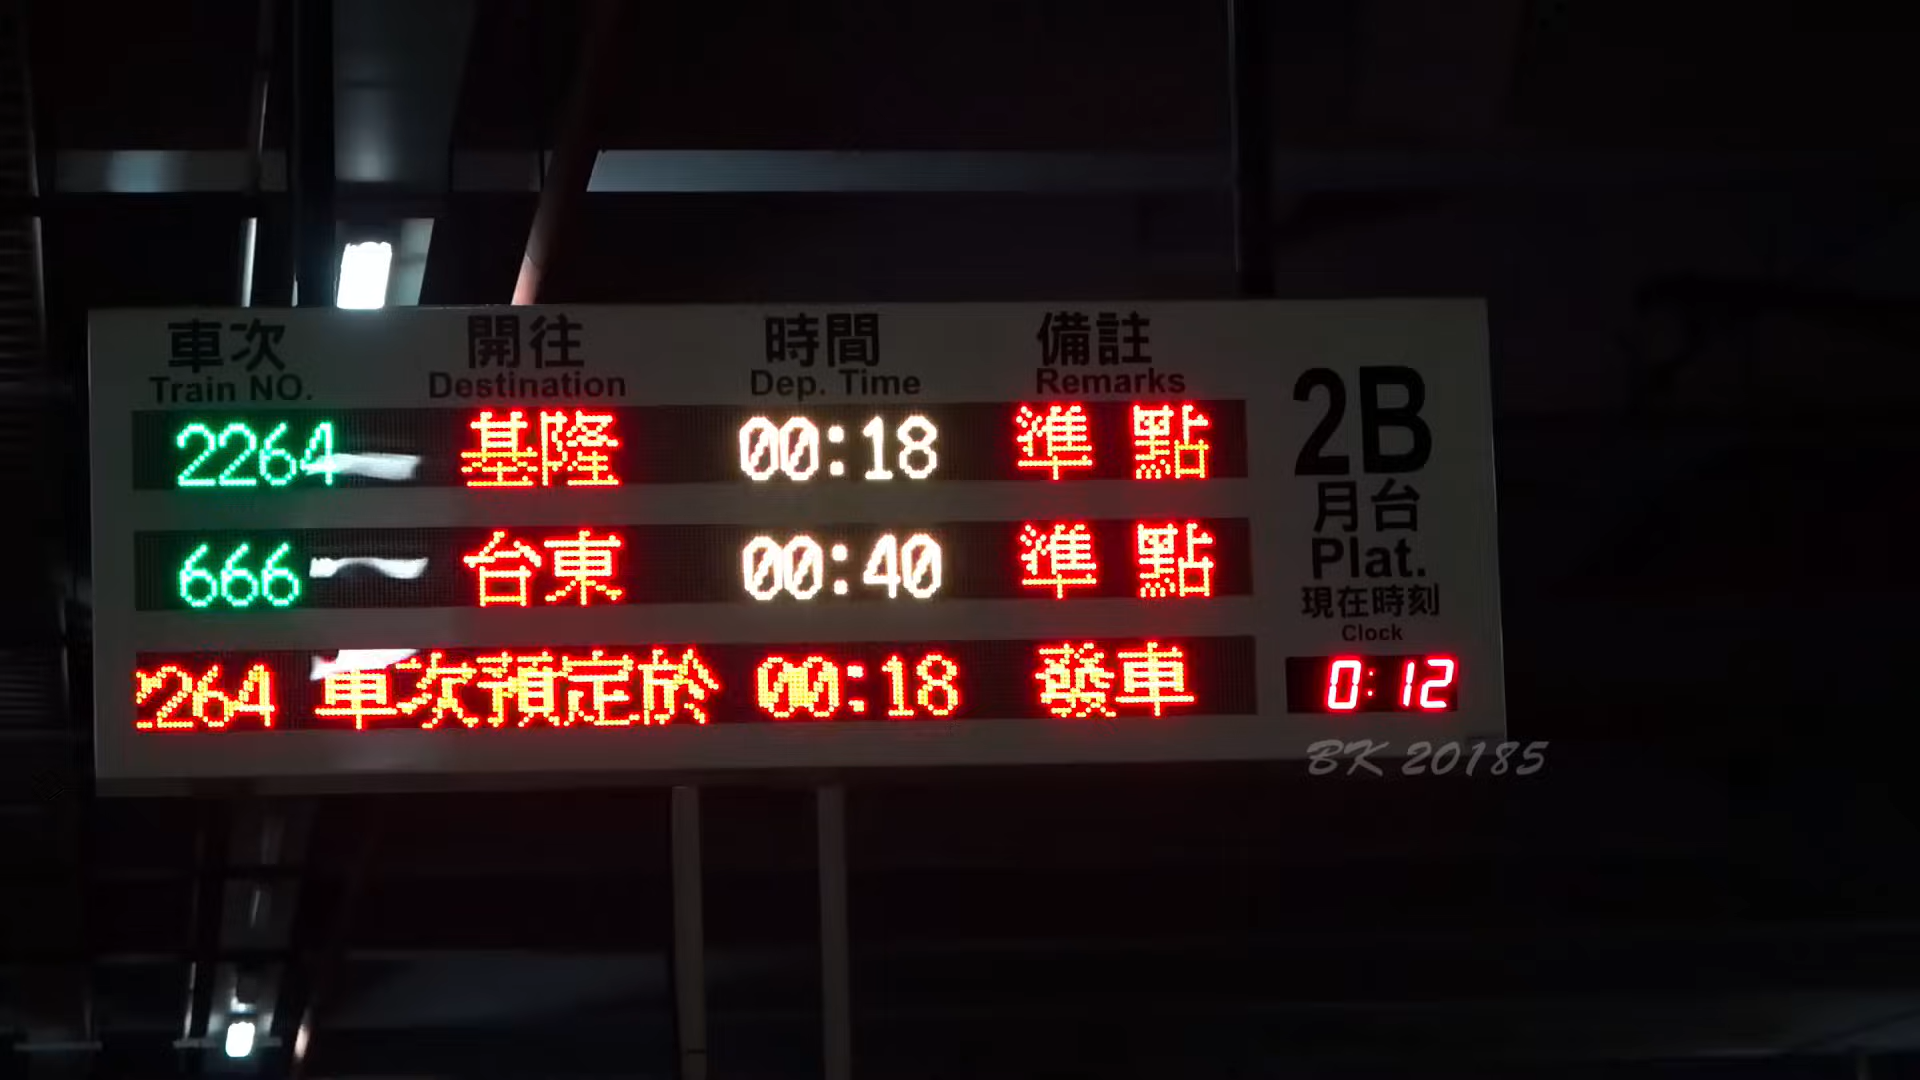 車次 開往 時間 備註
Train NO. Destination Dep. Time Remarks
2264 基隆 00:18 準點
666 台東 00:40 準點
2264 車次預定於 00:18 發車
2B
月台
Plat.
現在時刻
Clock
0:12
BK 20185